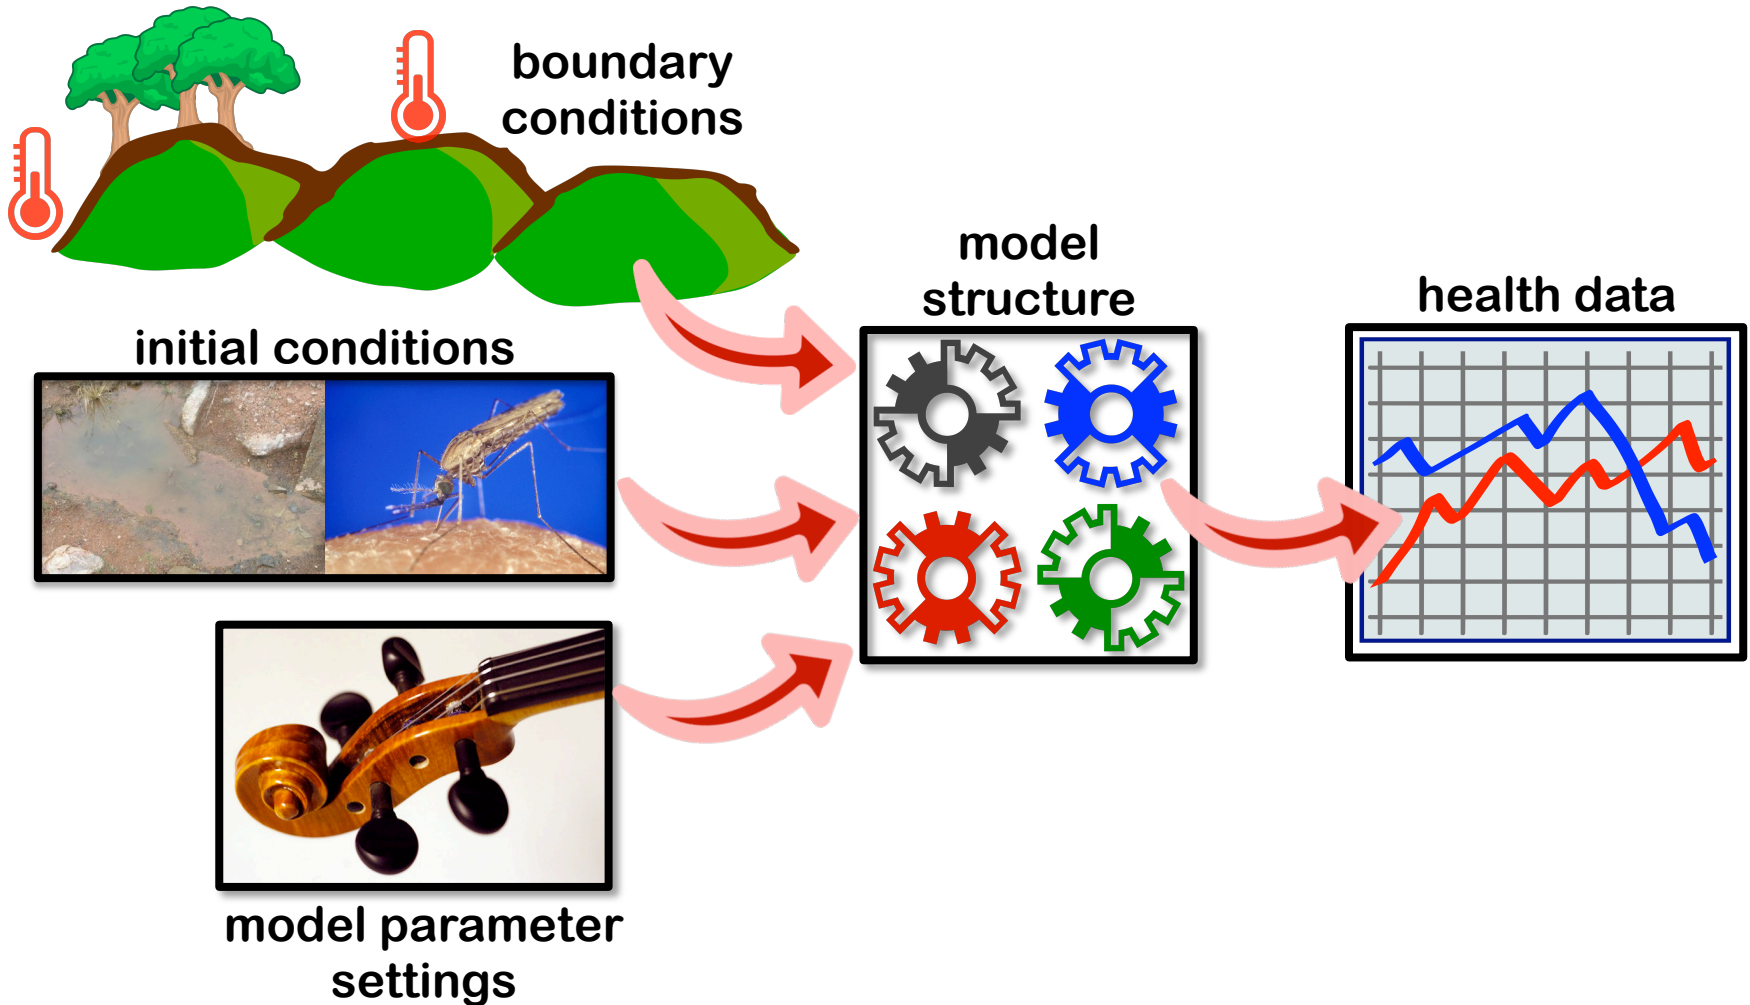 boundary
conditions
initial conditions
model parameter
settings
model
structure
health data